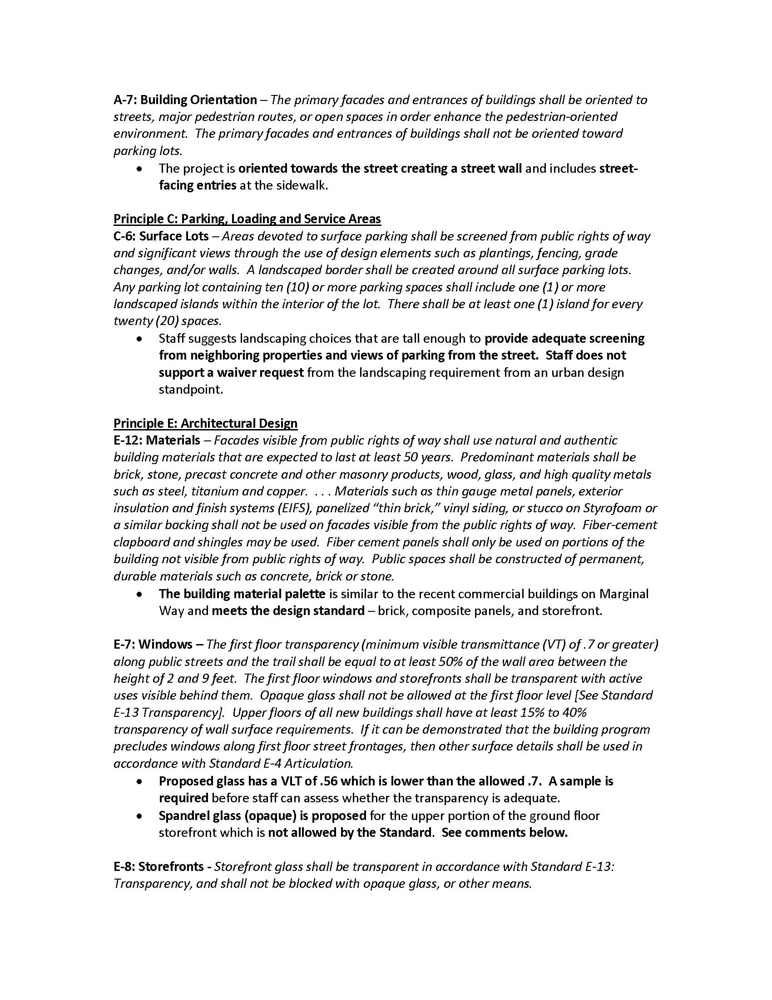 A-7: Building Orientation – The primary facades and entrances of buildings shall be oriented to
streets, major pedestrian routes, or open spaces in order enhance the pedestrian-oriented
environment.  The primary facades and entrances of buildings shall not be oriented toward
parking lots.
• The project is oriented towards the street creating a street wall and includes street-
facing entries at the sidewalk.
Principle C: Parking, Loading and Service Areas
C-6: Surface Lots – Areas devoted to surface parking shall be screened from public rights of way
and significant views through the use of design elements such as plantings, fencing, grade
changes, and/or walls.  A landscaped border shall be created around all surface parking lots.
Any parking lot containing ten (10) or more parking spaces shall include one (1) or more
landscaped islands within the interior of the lot.  There shall be at least one (1) island for every
twenty (20) spaces.
• Staff suggests landscaping choices that are tall enough to provide adequate screening
from neighboring properties and views of parking from the street.  Staff does not
support a waiver request from the landscaping requirement from an urban design
standpoint.
Principle E: Architectural Design
E-12: Materials – Facades visible from public rights of way shall use natural and authentic
building materials that are expected to last at least 50 years.  Predominant materials shall be
brick, stone, precast concrete and other masonry products, wood, glass, and high quality metals
such as steel, titanium and copper.  . . . Materials such as thin gauge metal panels, exterior
insulation and finish systems (EIFS), panelized “thin brick,” vinyl siding, or stucco on Styrofoam or
a similar backing shall not be used on facades visible from the public rights of way.  Fiber-cement
clapboard and shingles may be used.  Fiber cement panels shall only be used on portions of the
building not visible from public rights of way.  Public spaces shall be constructed of permanent,
durable materials such as concrete, brick or stone.
• The building material palette is similar to the recent commercial buildings on Marginal
Way and meets the design standard – brick, composite panels, and storefront.
E-7: Windows – The first floor transparency (minimum visible transmittance (VT) of .7 or greater)
along public streets and the trail shall be equal to at least 50% of the wall area between the
height of 2 and 9 feet.  The first floor windows and storefronts shall be transparent with active
uses visible behind them.  Opaque glass shall not be allowed at the first floor level [See Standard
E-13 Transparency].  Upper floors of all new buildings shall have at least 15% to 40%
transparency of wall surface requirements.  If it can be demonstrated that the building program
precludes windows along first floor street frontages, then other surface details shall be used in
accordance with Standard E-4 Articulation.
• Proposed glass has a VLT of .56 which is lower than the allowed .7.  A sample is
required before staff can assess whether the transparency is adequate.
• Spandrel glass (opaque) is proposed for the upper portion of the ground floor
storefront which is not allowed by the Standard.  See comments below.
E-8: Storefronts - Storefront glass shall be transparent in accordance with Standard E-13:
Transparency, and shall not be blocked with opaque glass, or other means.